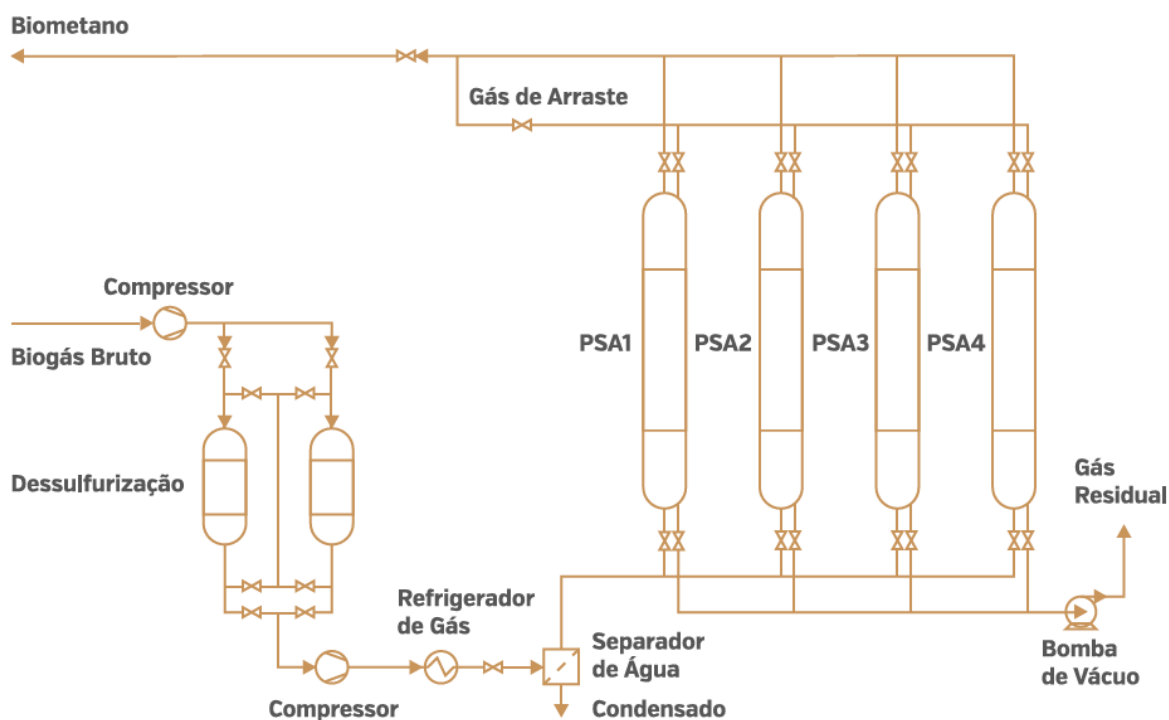 Biometano
Gás de Arraste
Compressor
Biogás Bruto
PSA1
PSA2
PSA3
PSA4
Dessulfurização
Gás
Residual
Refrigerador
de Gás
Separador
de Água
Bomba
de Vácuo
Compressor
Condensado